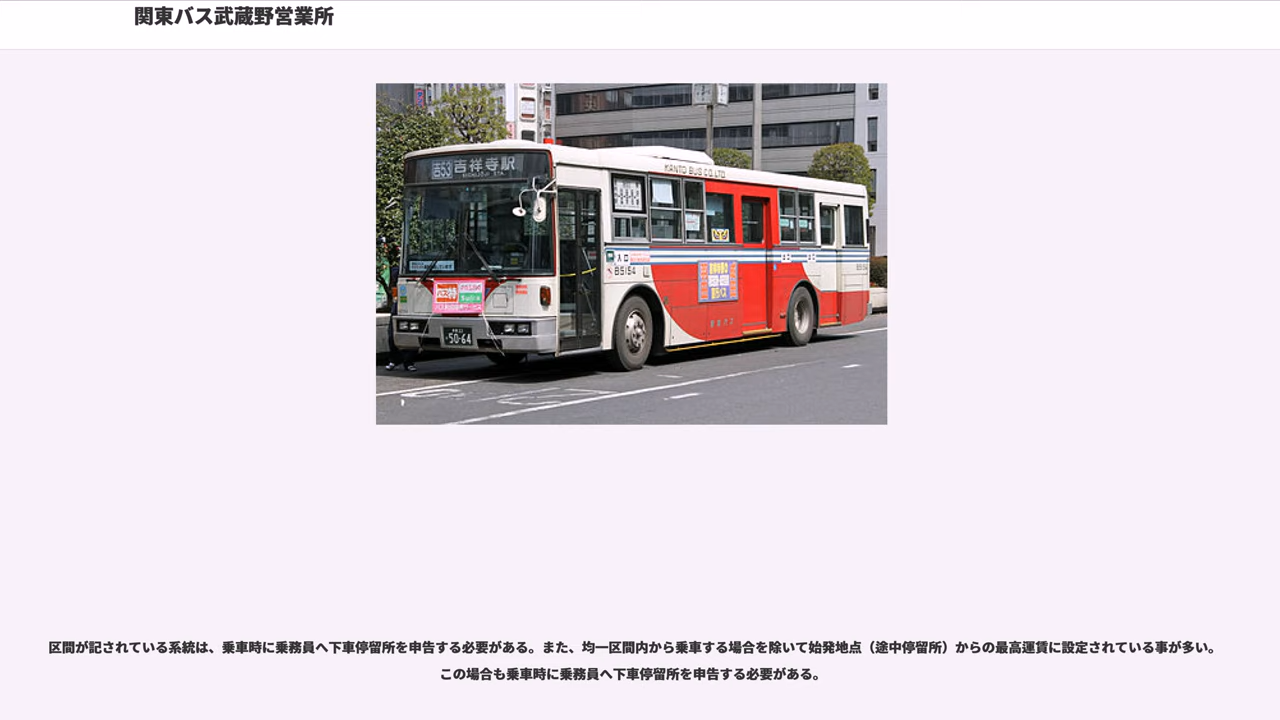 関東バス武蔵野営業所
吉53 吉祥寺駅
KICHIJOJI STA.
KANTO BUS CO.LTD.
入口
B5154
50-64
区間が記されている系統は、乗車時に乗務員へ下車停留所を申告する必要がある。また、均一区間内から乗車する場合を除いて始発地点（途中停留所）からの最高運賃に設定されている事が多い。
この場合も乗車時に乗務員へ下車停留所を申告する必要がある。